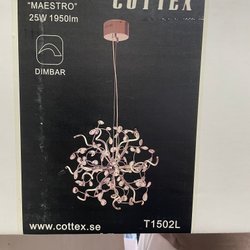 COTTEX
"MAESTRO"
25W 1950lm
DIMBAR
www.cottex.se
T1502L